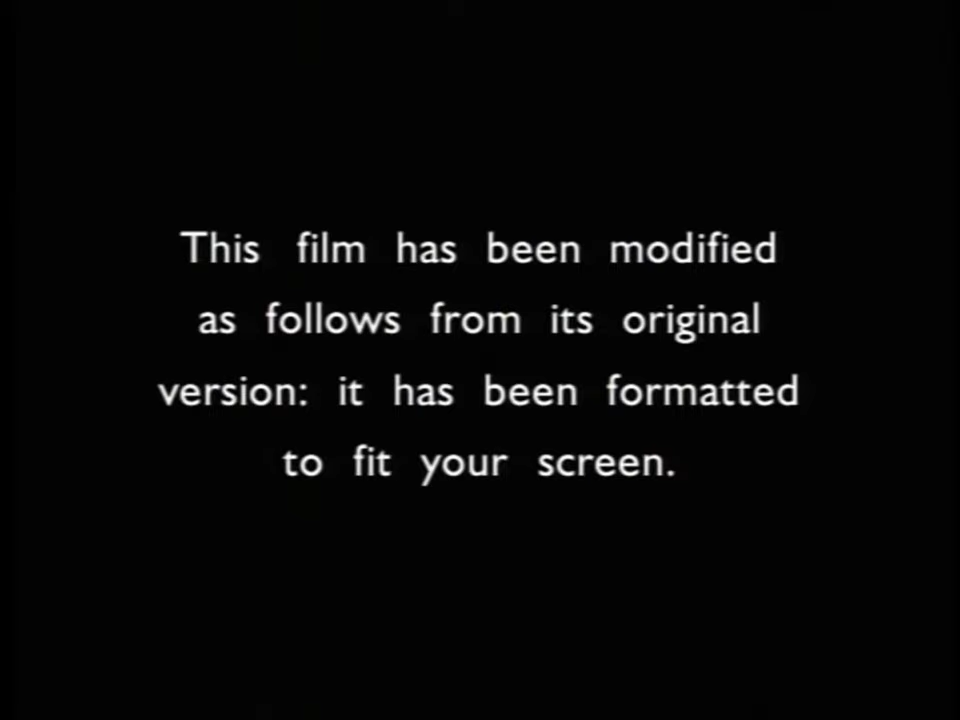 This film has been modified
as follows from its original
version: it has been formatted
to fit your screen.